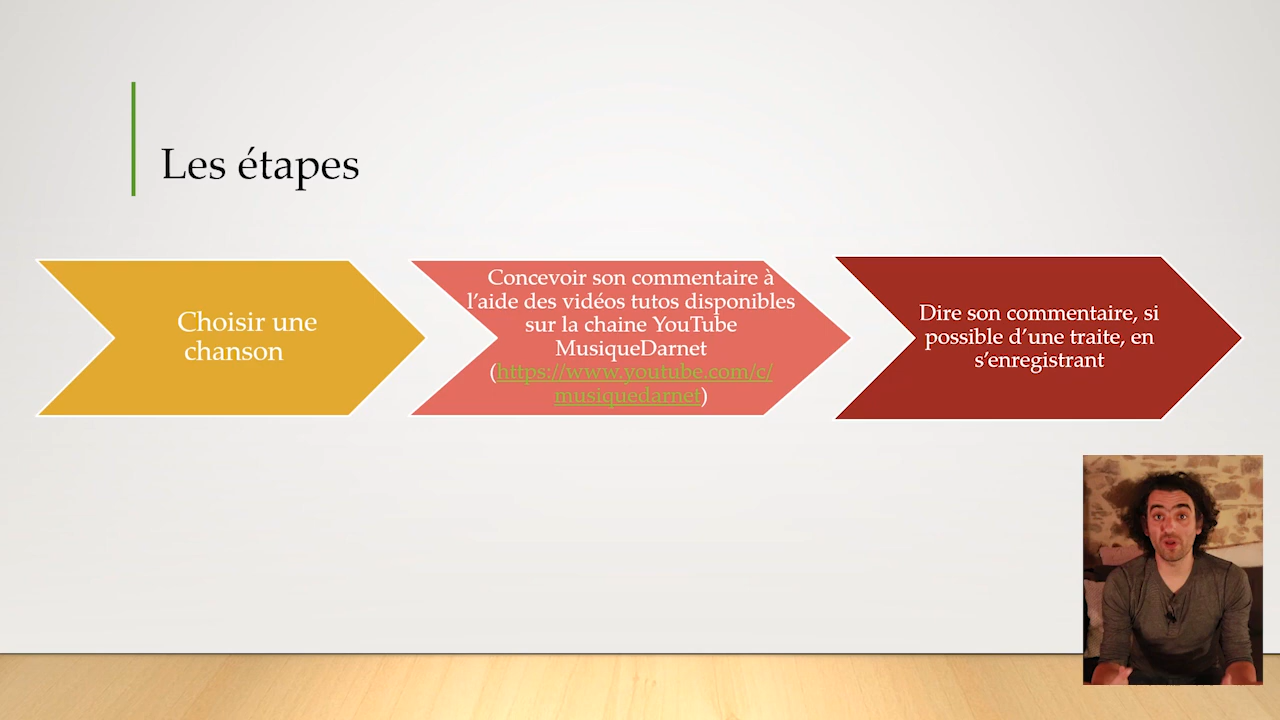 Les étapes
Choisir une
chanson
Concevoir son commentaire à
l’aide des vidéos tutos disponibles
sur la chaine YouTube
MusiqueDarnet
(https://www.youtube.com/c/
musiquedarnet)
Dire son commentaire, si
possible d’une traite, en
s’enregistrant